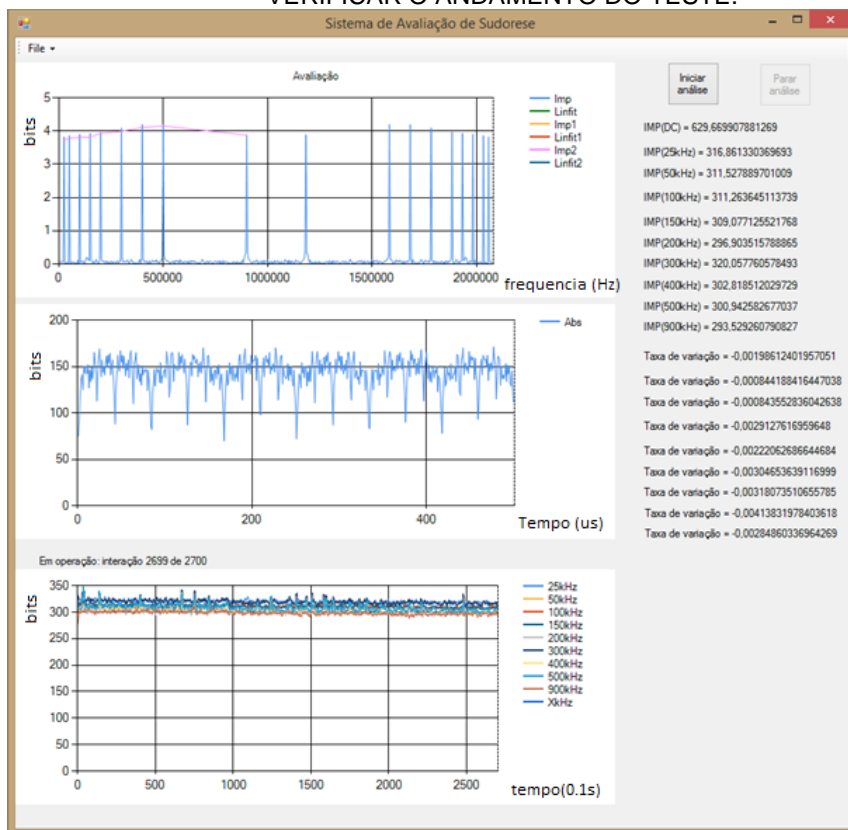 VERIFICAR O ANDAMENTO DO TESTE.
Sistema de Avaliação de Sudorese
File
Avaliação
bits
5
4
3
2
1
0
0
500000
1000000
1500000
2000000
frequencia (Hz)
Imp
Linfit
Imp1
Linfit1
Imp2
Linfit2
bits
200
150
100
50
0
0
200
400
Tempo (us)
Abs
Em operação: interação 2699 de 2700
bits
350
300
250
200
150
100
50
0
0
500
1000
1500
2000
2500
tempo(0.1s)
25kHz
50kHz
100kHz
150kHz
200kHz
300kHz
400kHz
500kHz
900kHz
XkHz
Iniciar
análise
Parar
análise
IMP(DC) = 629,669907881269
IMP(25kHz) = 316,861330369693
IMP(50kHz) = 311,527889701009
IMP(100kHz) = 311,263645113739
IMP(150kHz) = 309,077125521768
IMP(200kHz) = 296,903515788865
IMP(300kHz) = 320,057760578493
IMP(400kHz) = 302,818512029729
IMP(500kHz) = 300,942582677037
IMP(900kHz) = 293,529260790827
Taxa de variação = -0,00198612401957051
Taxa de variação = -0,000844188416447038
Taxa de variação = -0,000843552836042638
Taxa de variação = -0,0029127616959648
Taxa de variação = -0,00222062686644684
Taxa de variação = -0,00304653639116999
Taxa de variação = -0,00318073510655785
Taxa de variação = -0,00413831978403618
Taxa de variação = -0,00284860336964269